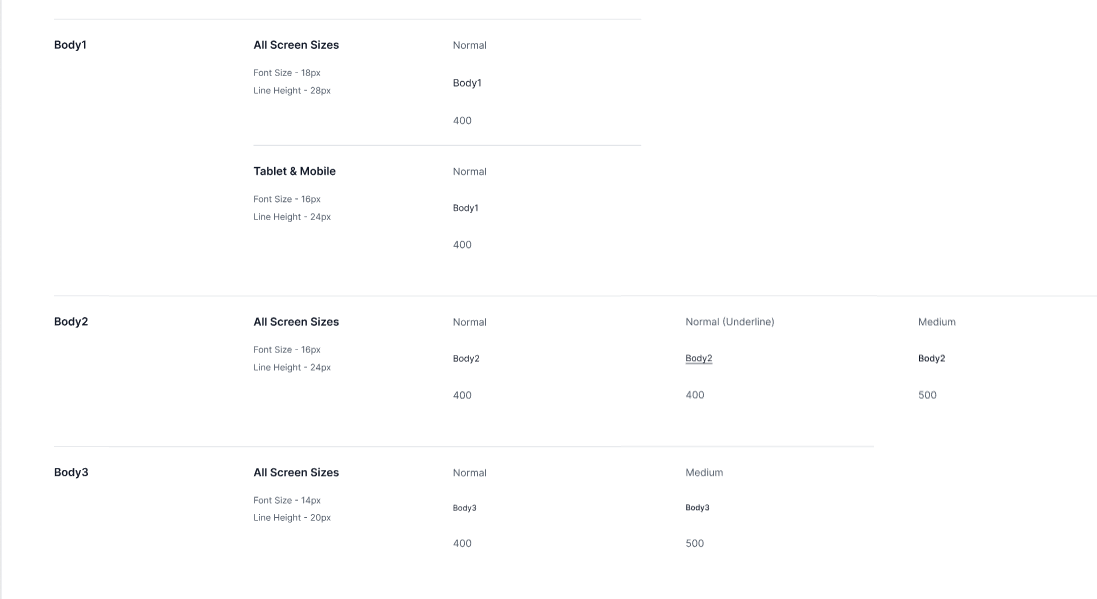 Body1
All Screen Sizes
Normal
Font Size - 18px
Line Height - 28px
Body1
400
Tablet & Mobile
Normal
Font Size - 16px
Line Height - 24px
Body1
400
Body2
All Screen Sizes
Normal
Normal (Underline)
Medium
Font Size - 16px
Line Height - 24px
Body2
Body2
Body2
400
400
500
Body3
All Screen Sizes
Normal
Medium
Font Size - 14px
Line Height - 20px
Body3
Body3
400
500